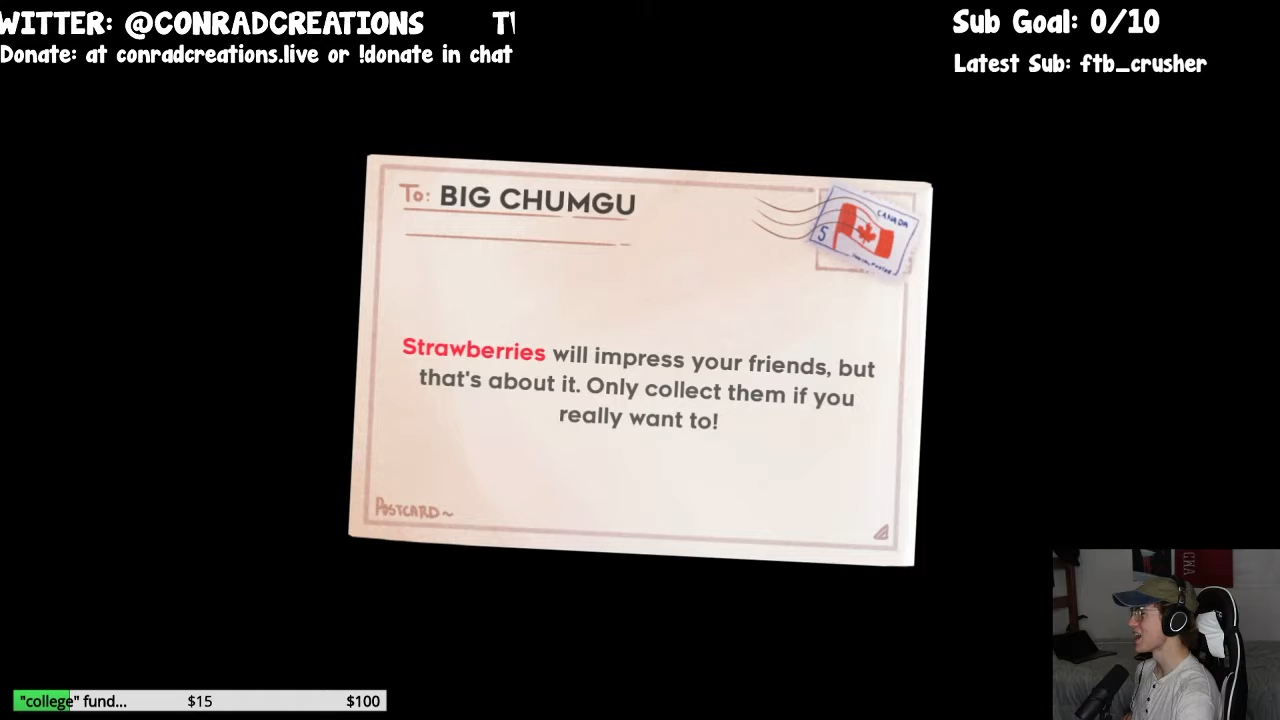 WITTER: @CONRADCREATIONS
Donate: at conradcreations.live or !donate in chat
Sub Goal: 0/10
Latest Sub: ftb_crusher
To: BIG CHUMGU
CANADA
5
Strawberries will impress your friends, but
that's about it. Only collect them if you
really want to!
POSTCARD~
"college" fund... $15 $100